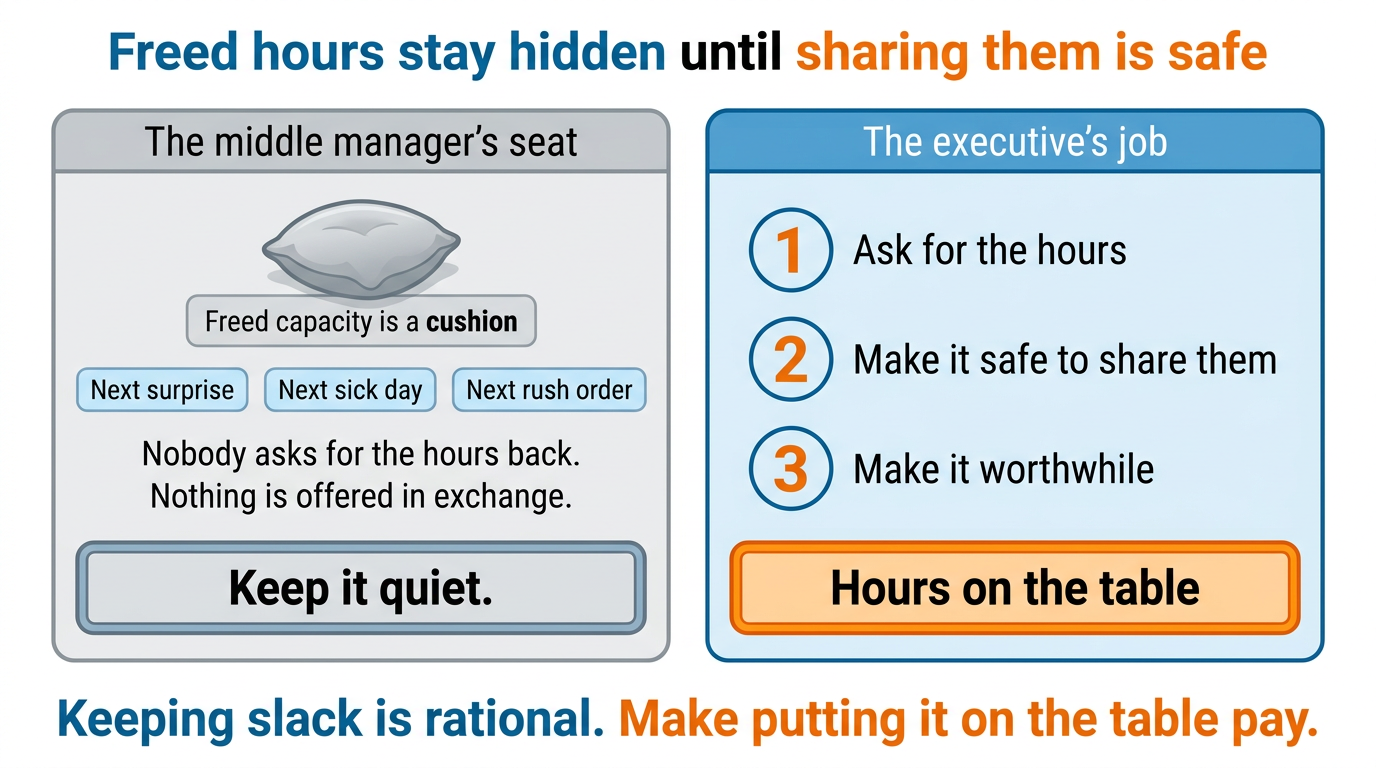 Freed hours stay hidden until sharing them is safe
The middle manager’s seat
Freed capacity is a cushion
Next surprise
Next sick day
Next rush order
Nobody asks for the hours back.
Nothing is offered in exchange.
Keep it quiet.
The executive’s job
1 Ask for the hours
2 Make it safe to share them
3 Make it worthwhile
Hours on the table
Keeping slack is rational. Make putting it on the table pay.